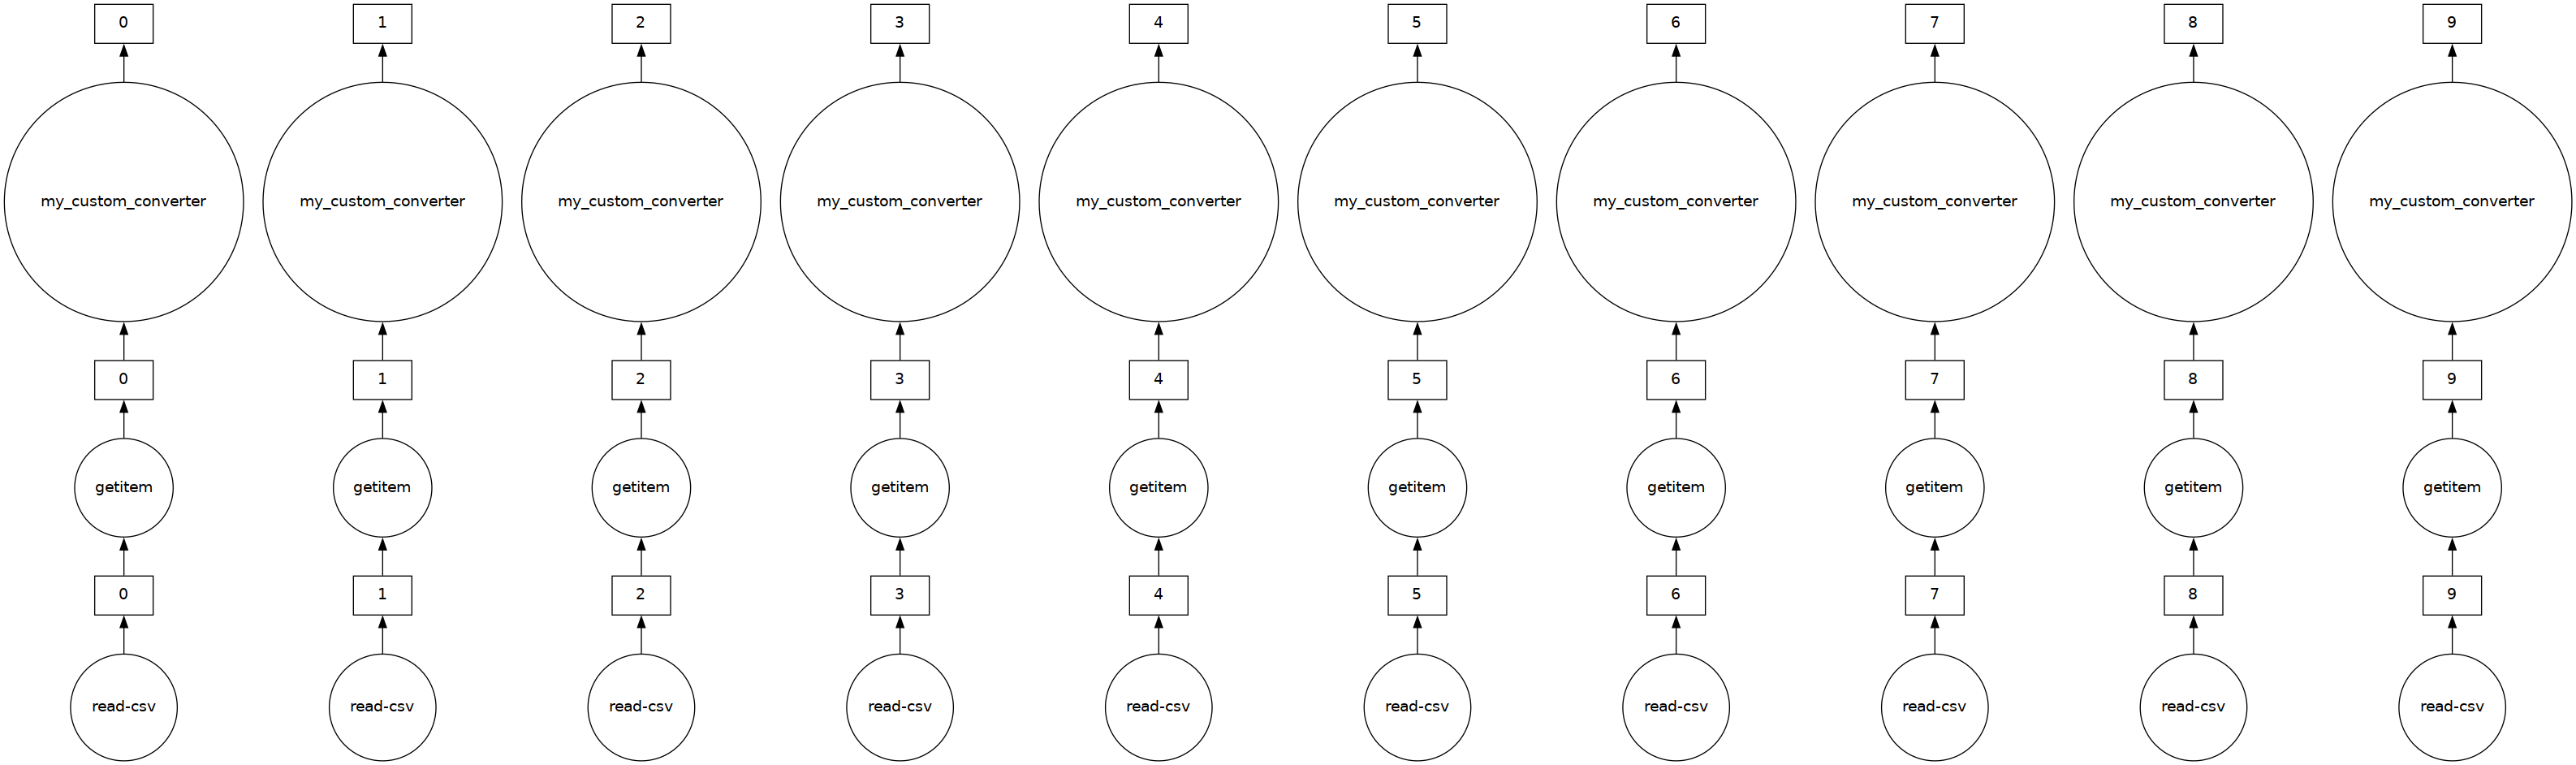 0 1 2 3 4 5 6 7 8 9
my_custom_converter my_custom_converter my_custom_converter my_custom_converter my_custom_converter my_custom_converter my_custom_converter my_custom_converter my_custom_converter my_custom_converter
0 1 2 3 4 5 6 7 8 9
getitem getitem getitem getitem getitem getitem getitem getitem getitem getitem
0 1 2 3 4 5 6 7 8 9
read-csv read-csv read-csv read-csv read-csv read-csv read-csv read-csv read-csv read-csv